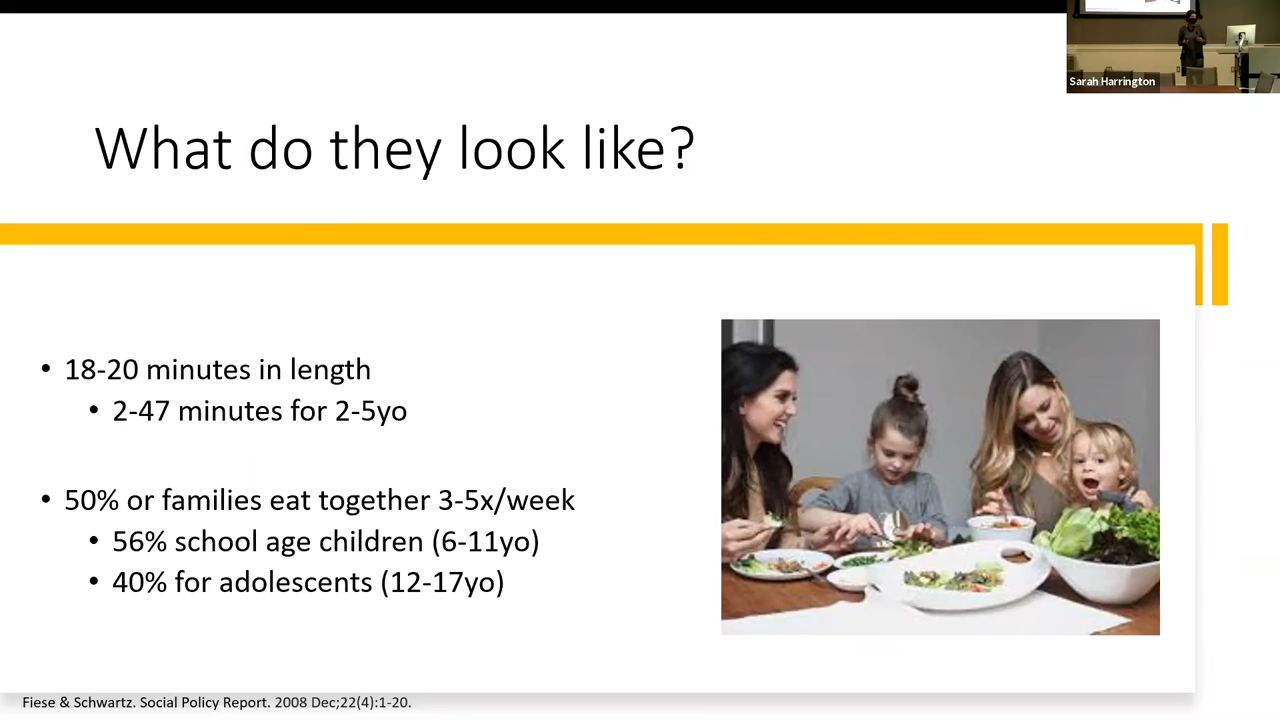 Sarah Harrington
What do they look like?
• 18-20 minutes in length
• 2-47 minutes for 2-5yo
• 50% or families eat together 3-5x/week
• 56% school age children (6-11yo)
• 40% for adolescents (12-17yo)
Fiese & Schwartz. Social Policy Report. 2008 Dec;22(4):1-20.